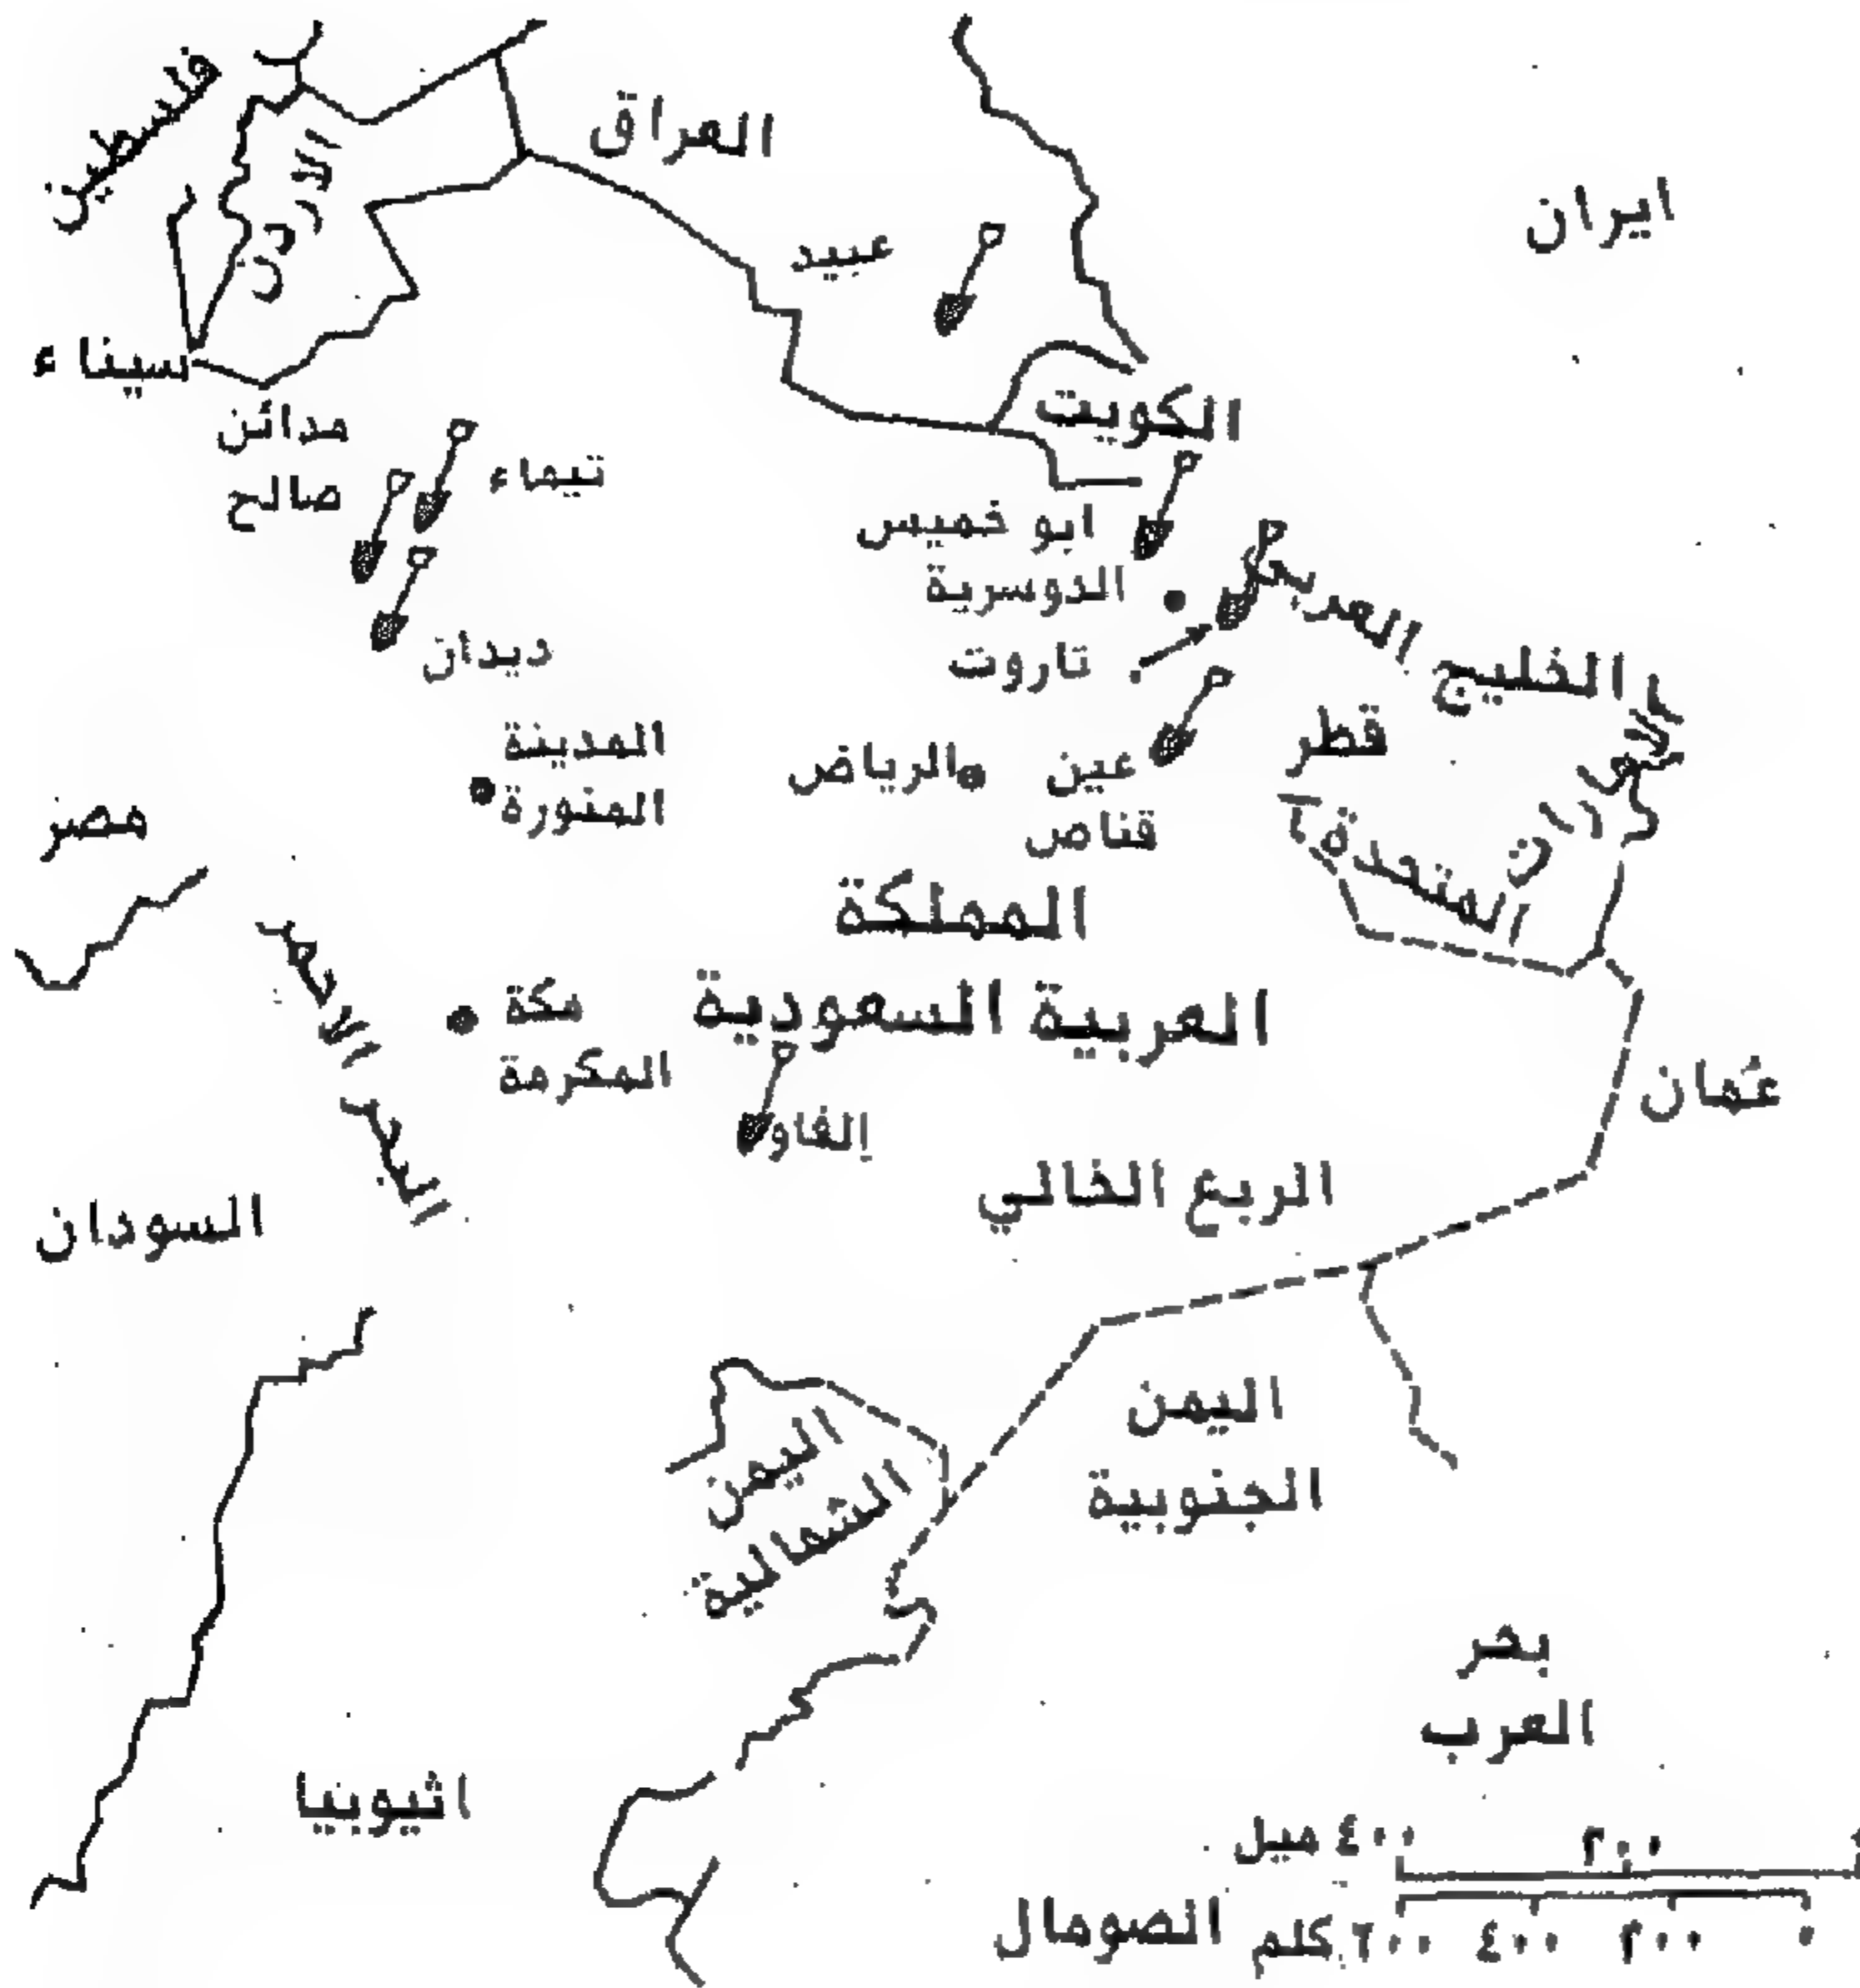 فلسطين
الأردن
العراق
ايران
عبيد
سيناء
الكويت
مدائن
صالح
تيماء
ابو خميس
الدوسرية
تاروت
ديدان
الخليج العربي
قطر
الامارات
المتحدة
المدينة
المنورة
الرياض
عين
قناص
مصر
المملكة
العربية السعودية
مكة
المكرمة
البحر
الأحمر
عُمان
الفاو
الربع الخالي
السودان
اليمن
الشمالية
اليمن
الجنوبية
بحر
العرب
اثيوبيا
٤٠٠ ميل ٢٠٠
الصومال
٦٠٠ كلم ٤٠٠ ٢٠٠ ٠